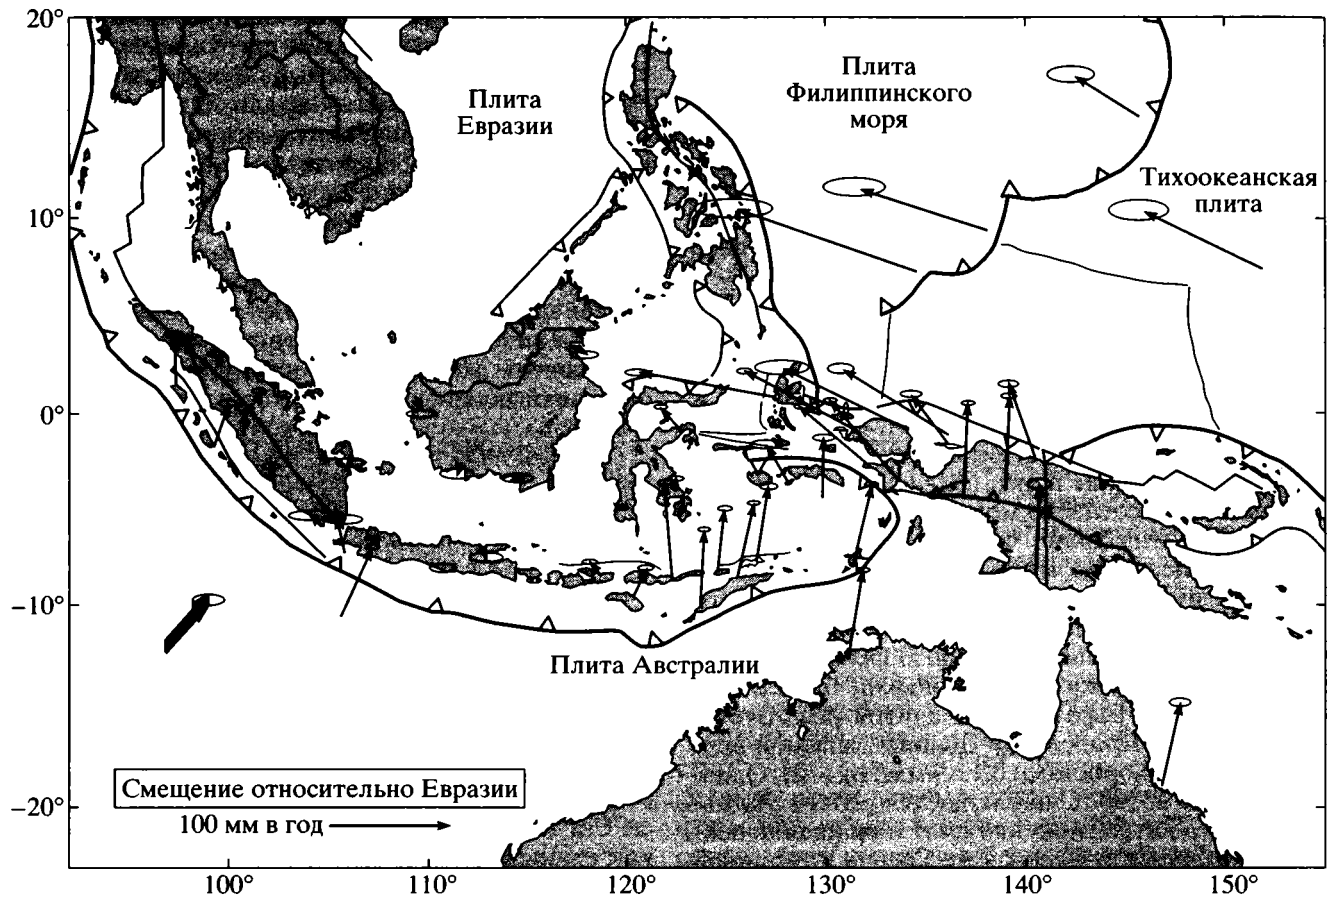 20°
Плита
Евразии
Плита
Филиппинского
моря
Тихоокеанская
плита
10°
0°
−10°
Плита Австралии
Смещение относительно Евразии
100 мм в год
−20°
100°
110°
120°
130°
140°
150°